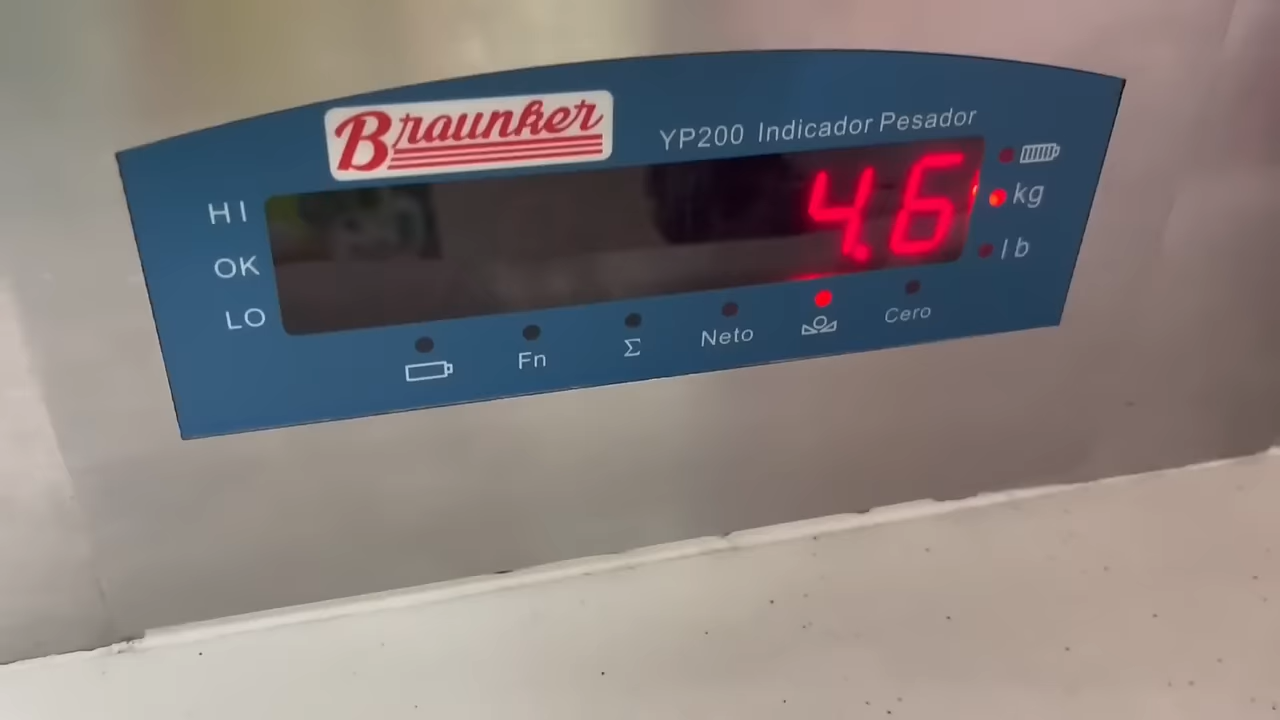 Braunker
YP200 Indicador Pesador
4.6
HI
OK
LO
kg
lb
Fn
Σ
Neto
Cero